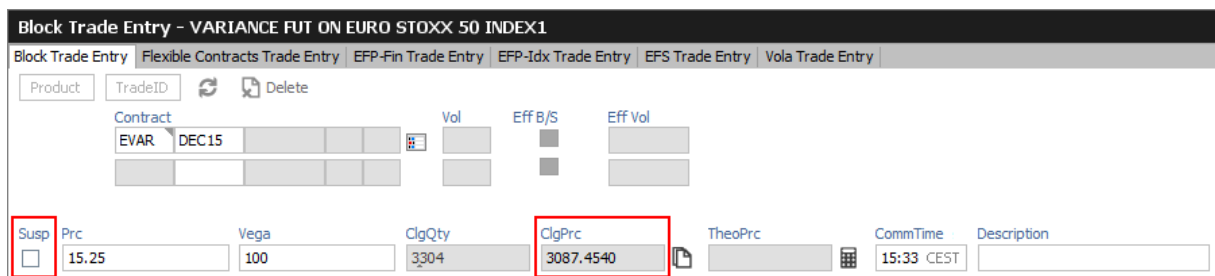 Block Trade Entry - VARIANCE FUT ON EURO STOXX 50 INDEX1
Block Trade Entry Flexible Contracts Trade Entry EFP-Fin Trade Entry EFP-Idx Trade Entry EFS Trade Entry Vola Trade Entry
Product TradeID Delete
Contract Vol Eff B/S Eff Vol
EVAR DEC15
Susp Prc Vega ClgQty ClgPrc TheoPrc CommTime Description
15.25 100 3304 3087.4540 15:33 CEST